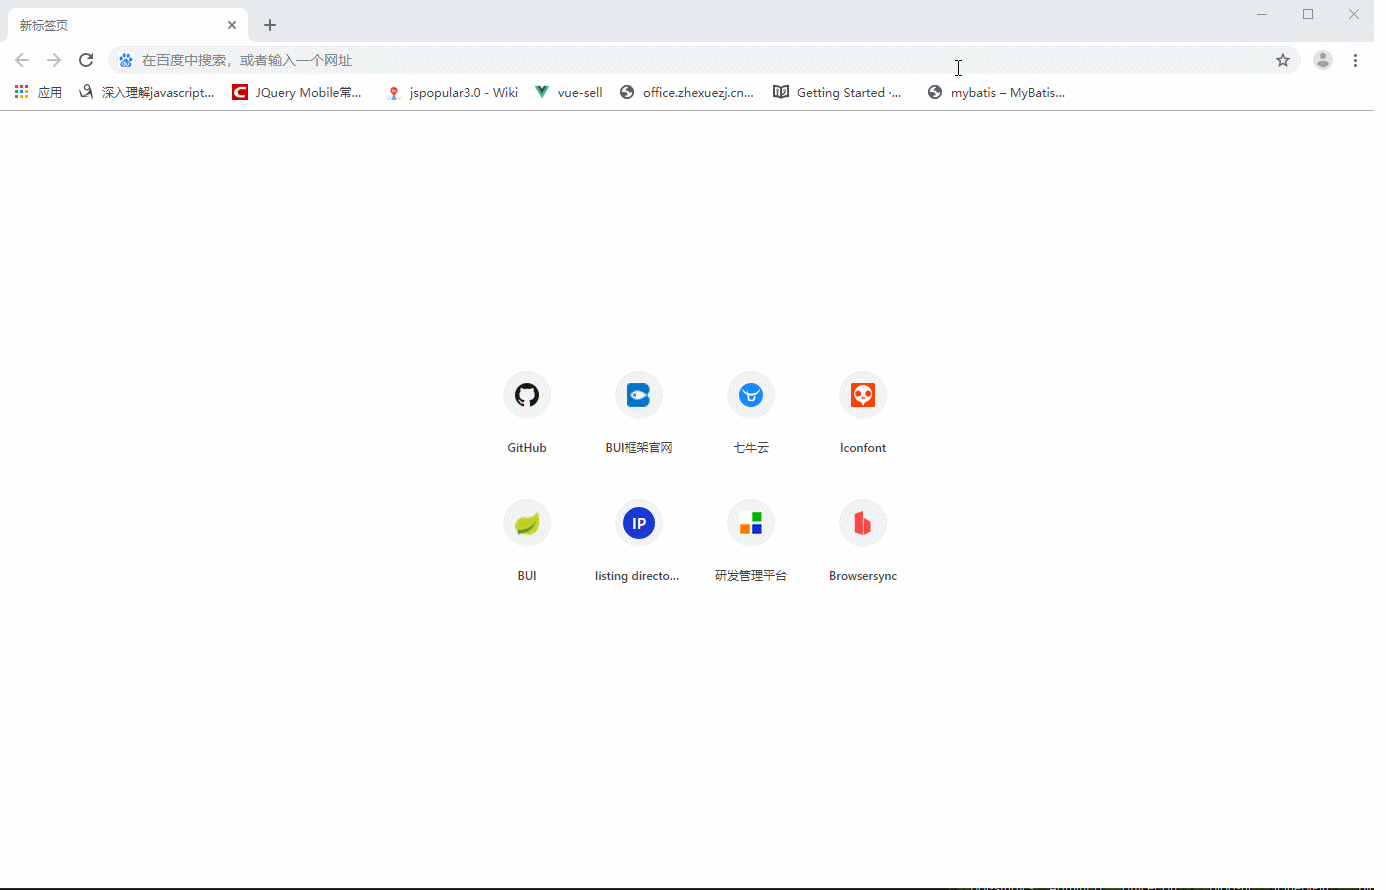 新标签页
在百度中搜索，或者输入一个网址
应用 深入理解javascript... JQuery Mobile常... jspopular3.0 - Wiki vue-sell office.zhexuezj.cn... Getting Started ·... mybatis – MyBatis...
GitHub BUI框架官网 七牛云 Iconfont
IP
BUI listing directo... 研发管理平台 Browsersync